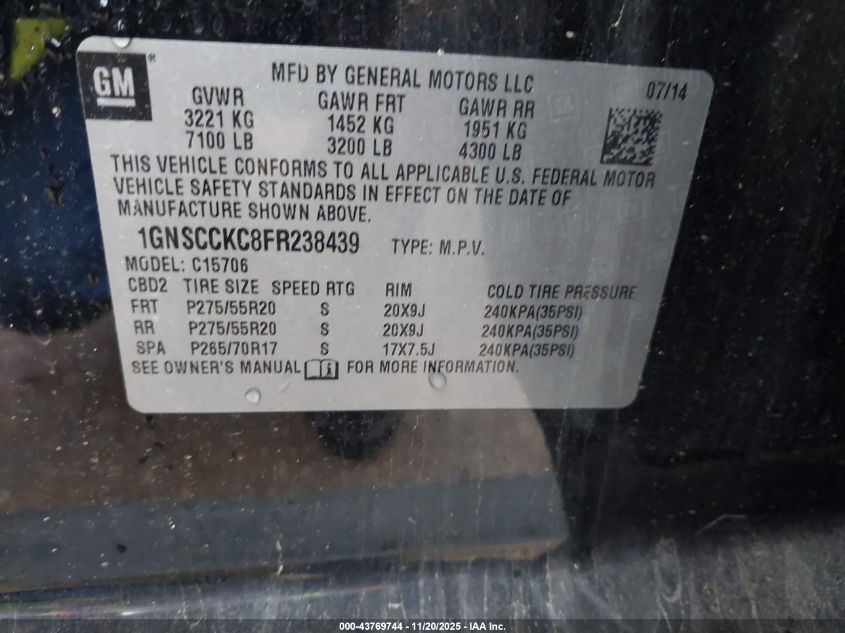 GM®
MFD BY GENERAL MOTORS LLC
07/14
GVWR GAWR FRT GAWR RR
3221 KG 1452 KG 1951 KG
7100 LB 3200 LB 4300 LB
THIS VEHICLE CONFORMS TO ALL APPLICABLE U.S. FEDERAL MOTOR
VEHICLE SAFETY STANDARDS IN EFFECT ON THE DATE OF
MANUFACTURE SHOWN ABOVE.
1GNSCCKC8FR238439 TYPE: M.P.V.
MODEL: C15706
CBD2 TIRE SIZE SPEED RTG RIM COLD TIRE PRESSURE
FRT P275/55R20 S 20X9J 240KPA(35PSI)
RR P275/55R20 S 20X9J 240KPA(35PSI)
SPA P265/70R17 S 17X7.5J 240KPA(35PSI)
SEE OWNER'S MANUAL FOR MORE INFORMATION.
000-43769744 - 11/20/2025 - IAA Inc.